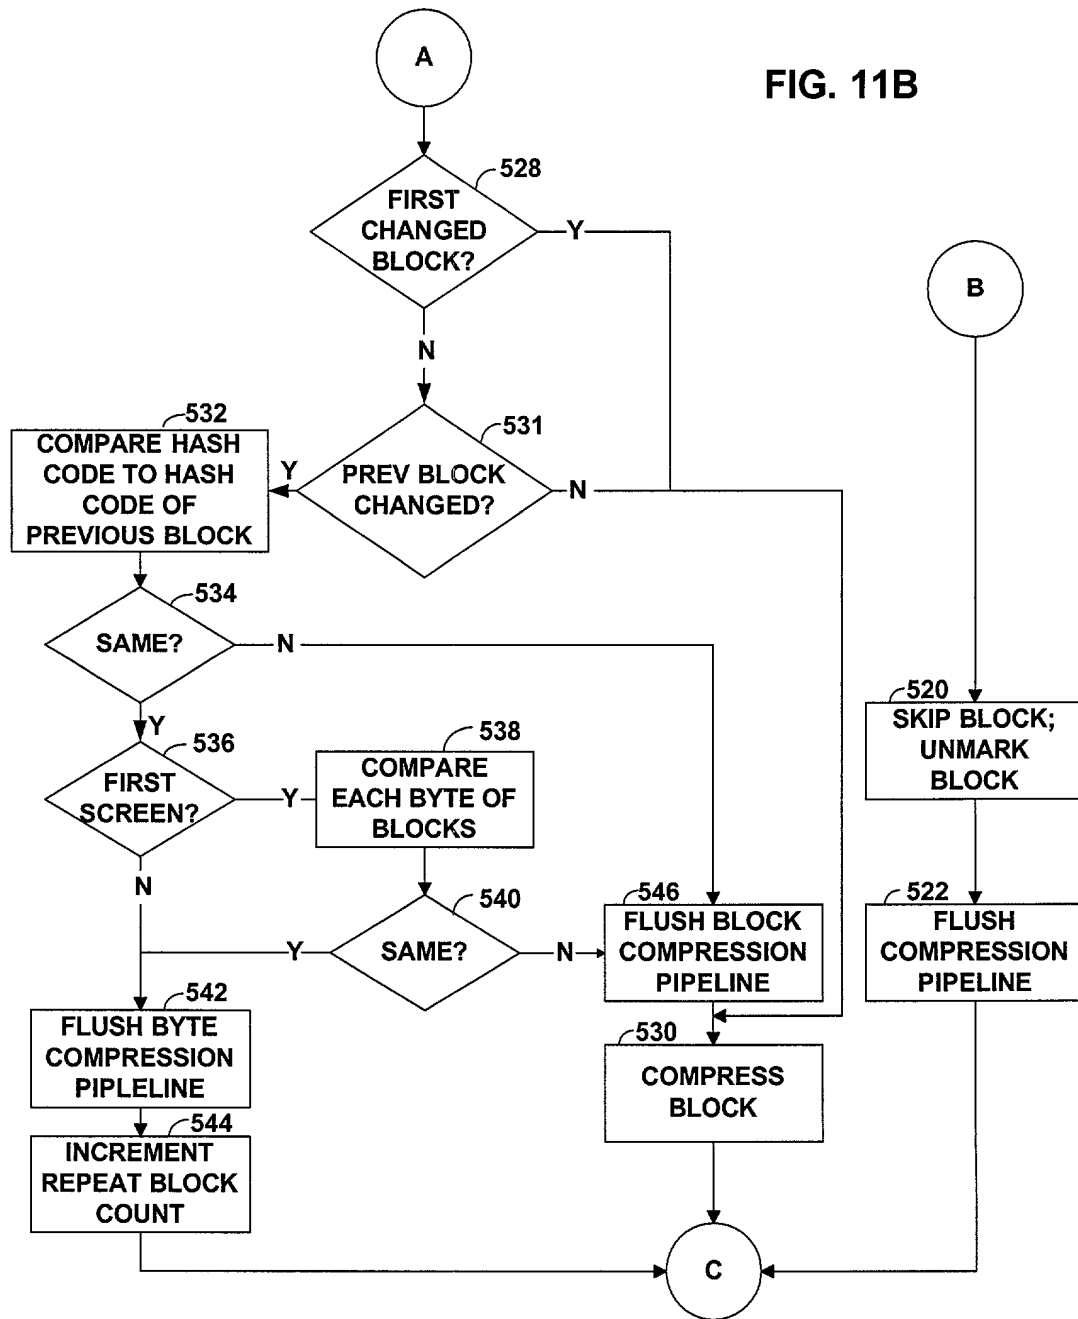 A
FIG. 11B
528
FIRST
CHANGED
BLOCK?
Y
B
N
532
COMPARE HASH
CODE TO HASH
CODE OF
PREVIOUS BLOCK
Y
531
PREV BLOCK
CHANGED?
N
534
SAME?
N
Y
536
FIRST
SCREEN?
Y
538
COMPARE
EACH BYTE OF
BLOCKS
520
SKIP BLOCK;
UNMARK
BLOCK
N
540
SAME?
Y
N
546
FLUSH BLOCK
COMPRESSION
PIPELINE
522
FLUSH
COMPRESSION
PIPELINE
542
FLUSH BYTE
COMPRESSION
PIPLELINE
530
COMPRESS
BLOCK
544
INCREMENT
REPEAT BLOCK
COUNT
C